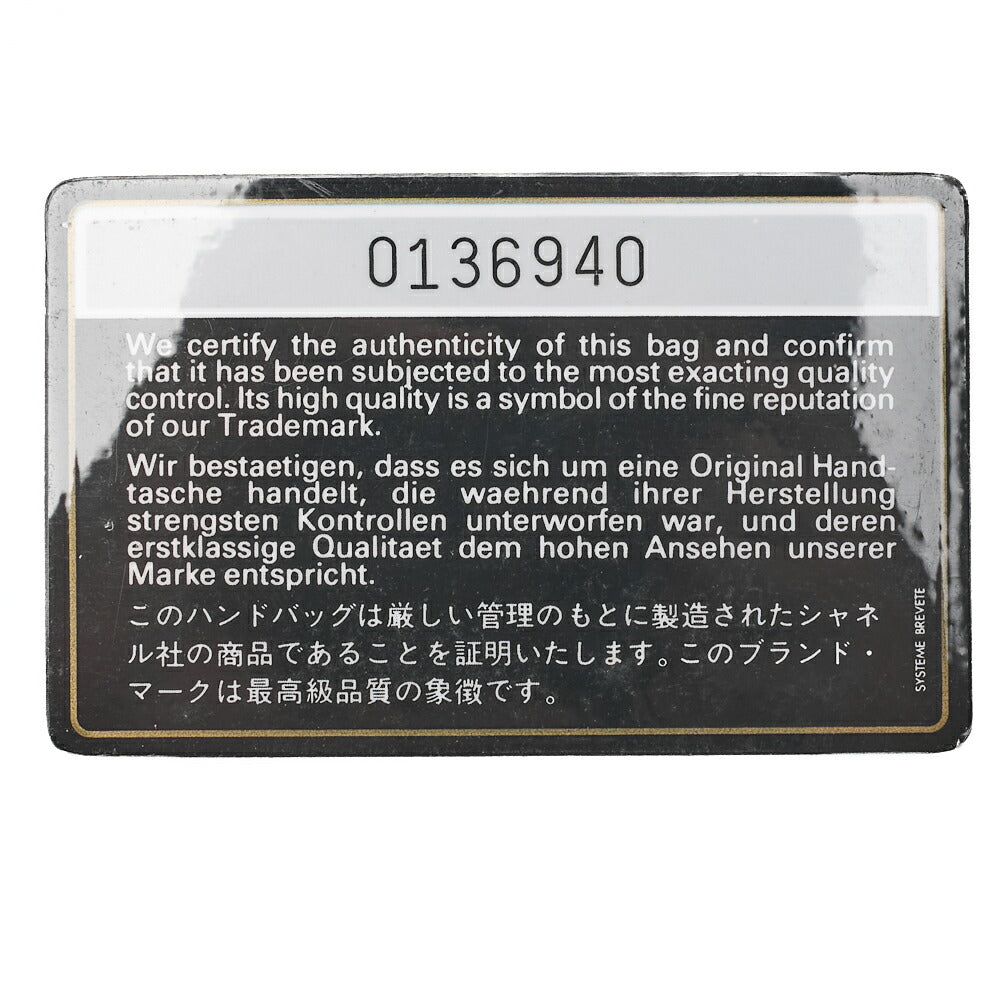 0136940
We certify the authenticity of this bag and confirm
that it has been subjected to the most exacting quality
control. Its high quality is a symbol of the fine reputation
of our Trademark.
Wir bestaetigen, dass es sich um eine Original Hand-
tasche handelt, die waehrend ihrer Herstellung
strengsten Kontrollen unterworfen war, und deren
erstklassige Qualitaet dem hohen Ansehen unserer
Marke entspricht.
このハンドバッグは厳しい管理のもとに製造されたシャネ
ル社の商品であることを証明いたします。このブランド・
マークは最高級品質の象徴です。
SYSTEME BREVETE